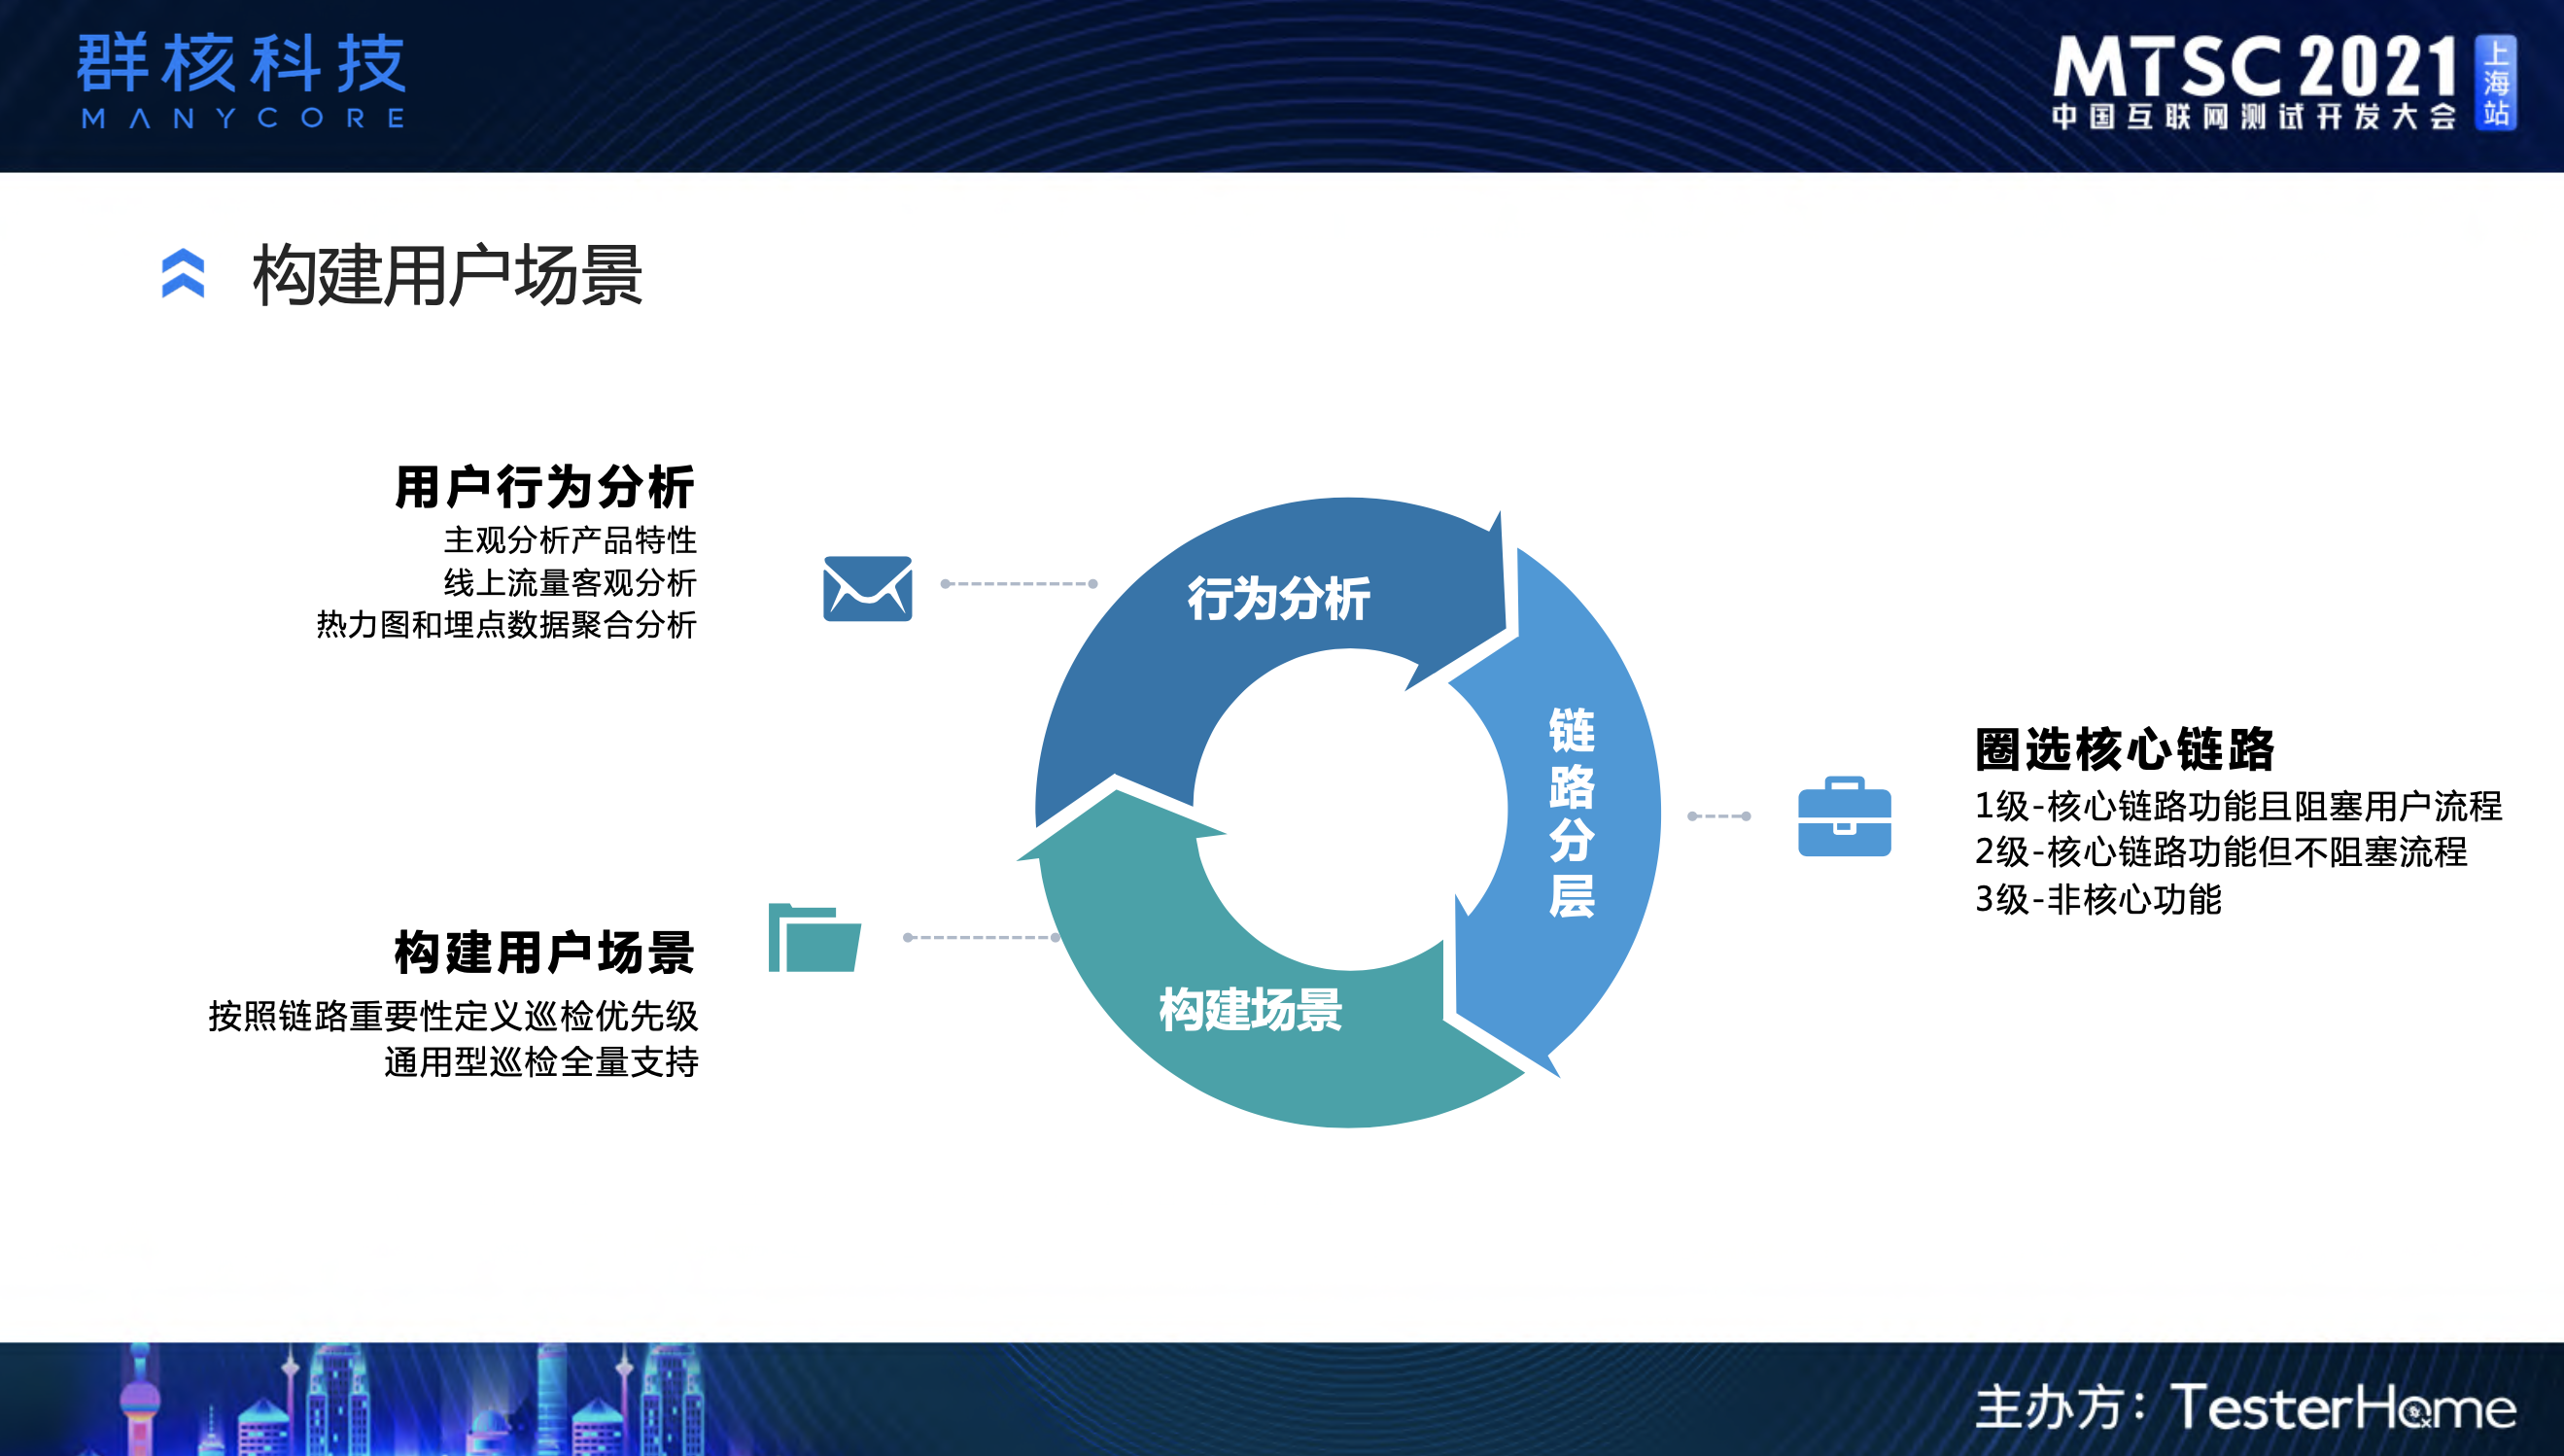 群核科技
MANYCORE
MTSC 2021
中国互联网测试开发大会
上海站
构建用户场景
用户行为分析
主观分析产品特性
线上流量客观分析
热力图和埋点数据聚合分析
行为分析
链路分层
圈选核心链路
1级-核心链路功能且阻塞用户流程
2级-核心链路功能但不阻塞流程
3级-非核心功能
构建用户场景
按照链路重要性定义巡检优先级
通用型巡检全量支持
构建场景
主办方：TesterHome